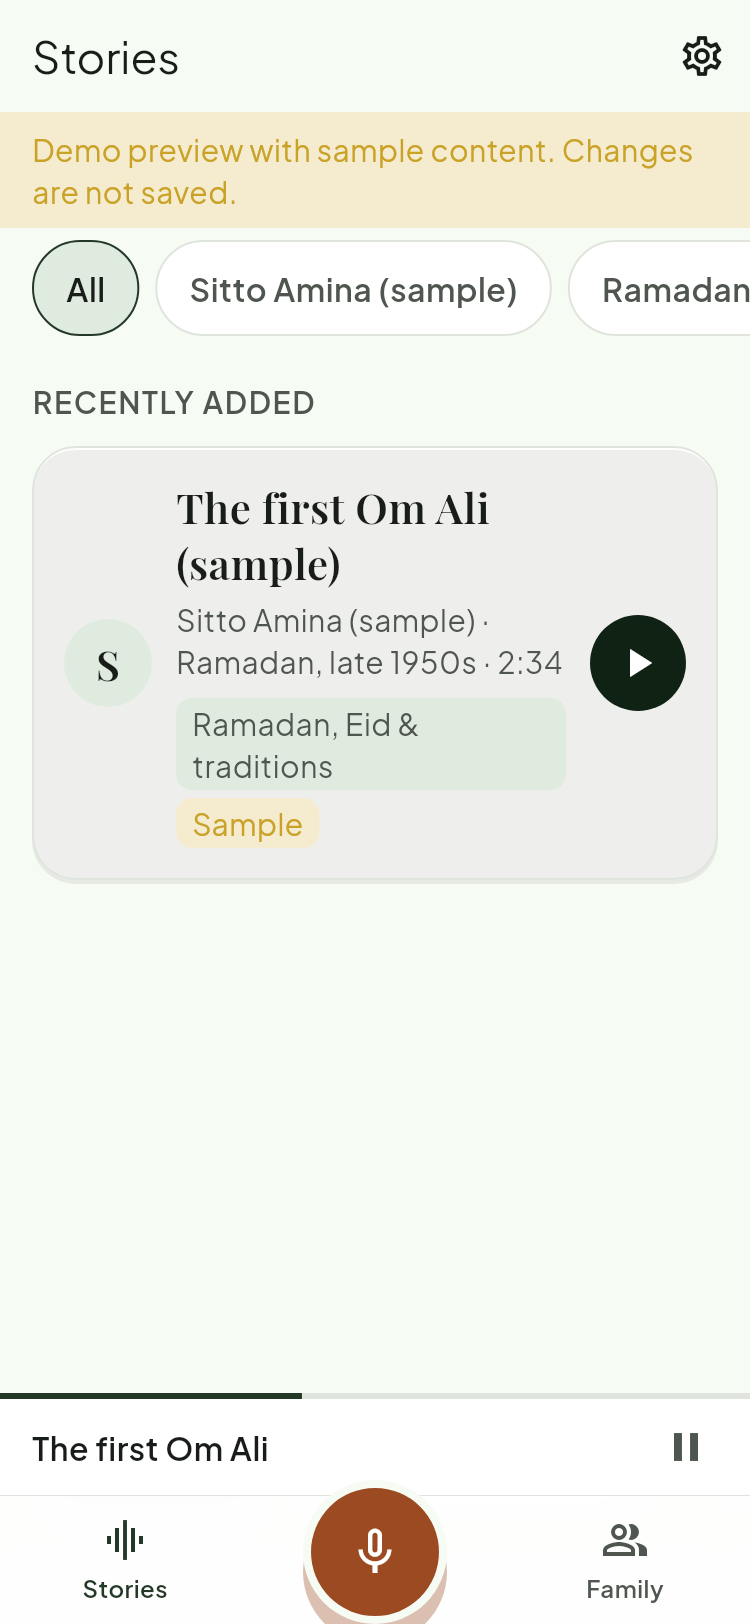 Stories
Demo preview with sample content. Changes
are not saved.
All
Sitto Amina (sample)
Ramadan
RECENTLY ADDED
The first Om Ali
(sample)
S
Sitto Amina (sample) ·
Ramadan, late 1950s · 2:34
Ramadan, Eid &
traditions
Sample
The first Om Ali
Stories
Family